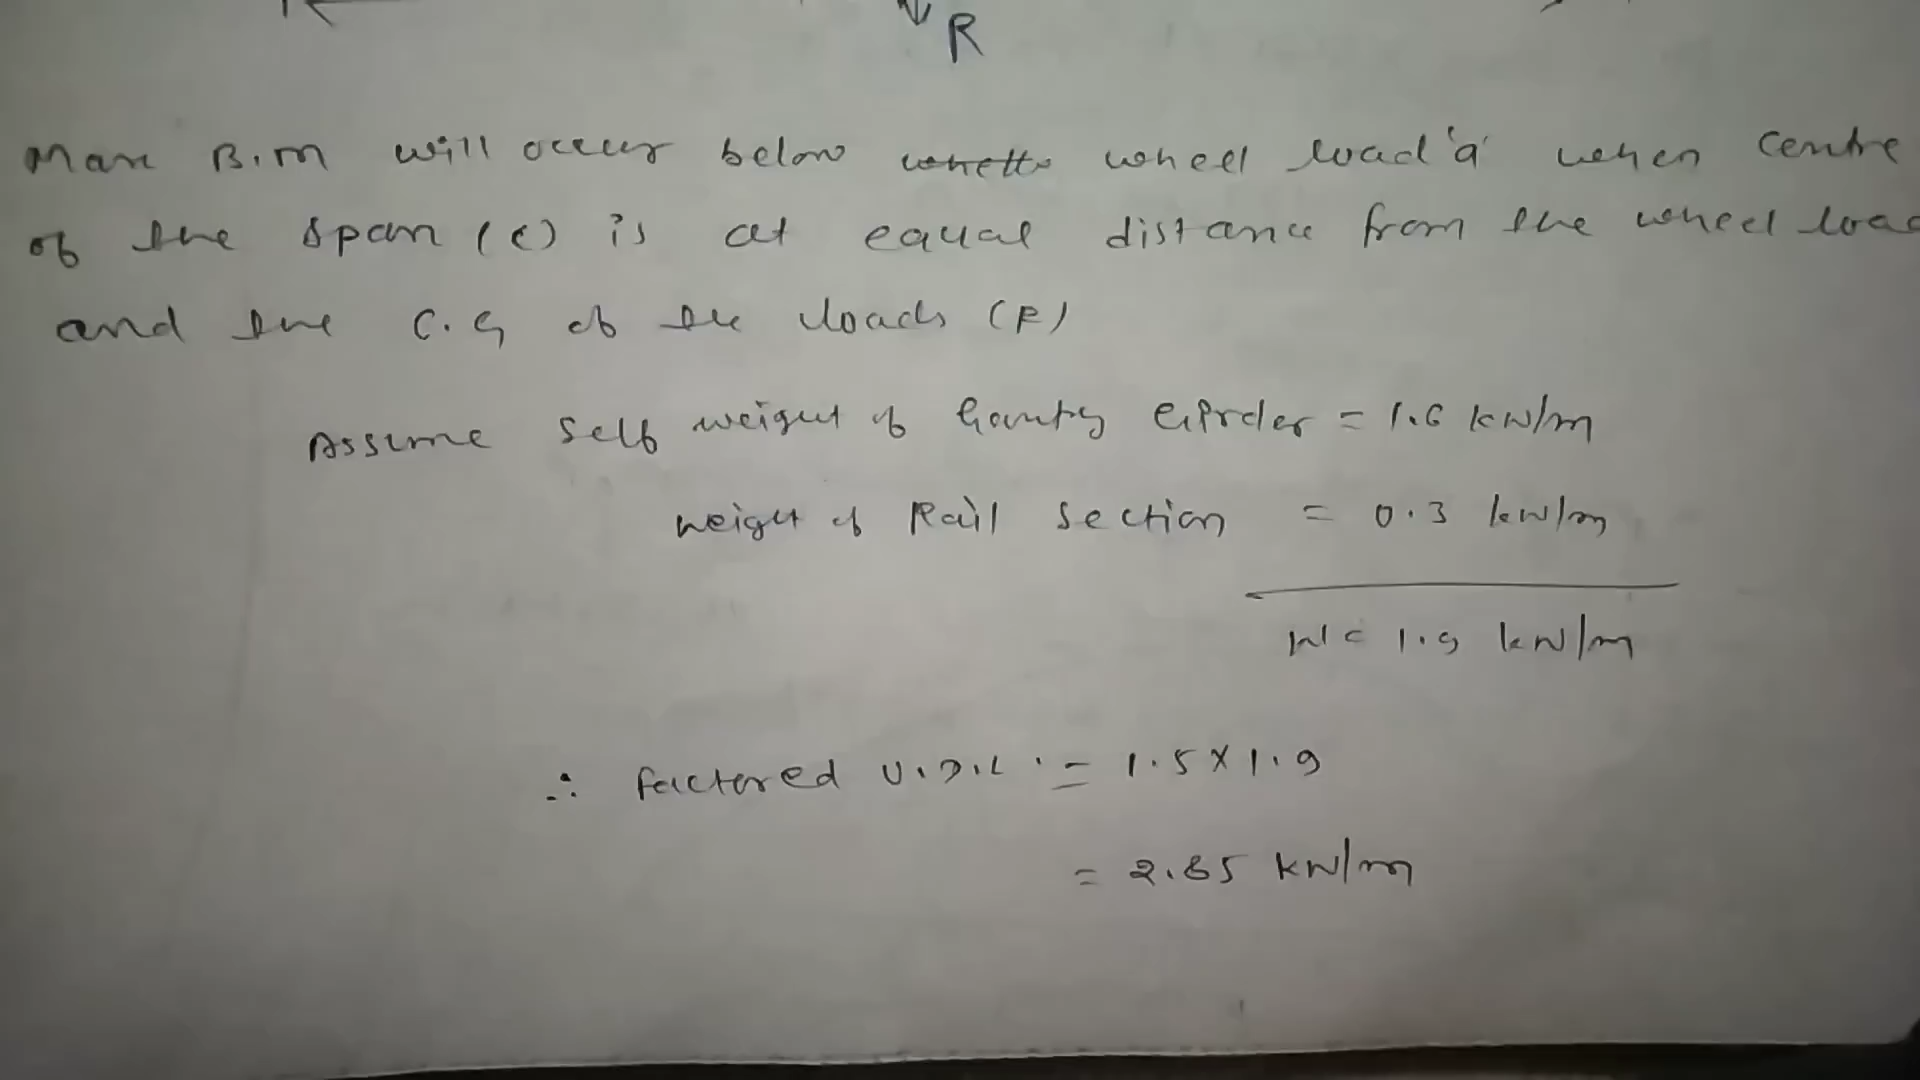 R
Max B.M will occur below wheel load 'a' when centre
of the span (c) is at equal distance from the wheel load
and the C.G of the loads (R)
Assume self weight of Gantry Girder = 1.6 kN/m
weight of Rail section = 0.3 kN/m
W = 1.9 kN/m
∴ factored U.D.L. = 1.5 × 1.9
= 2.85 kN/m